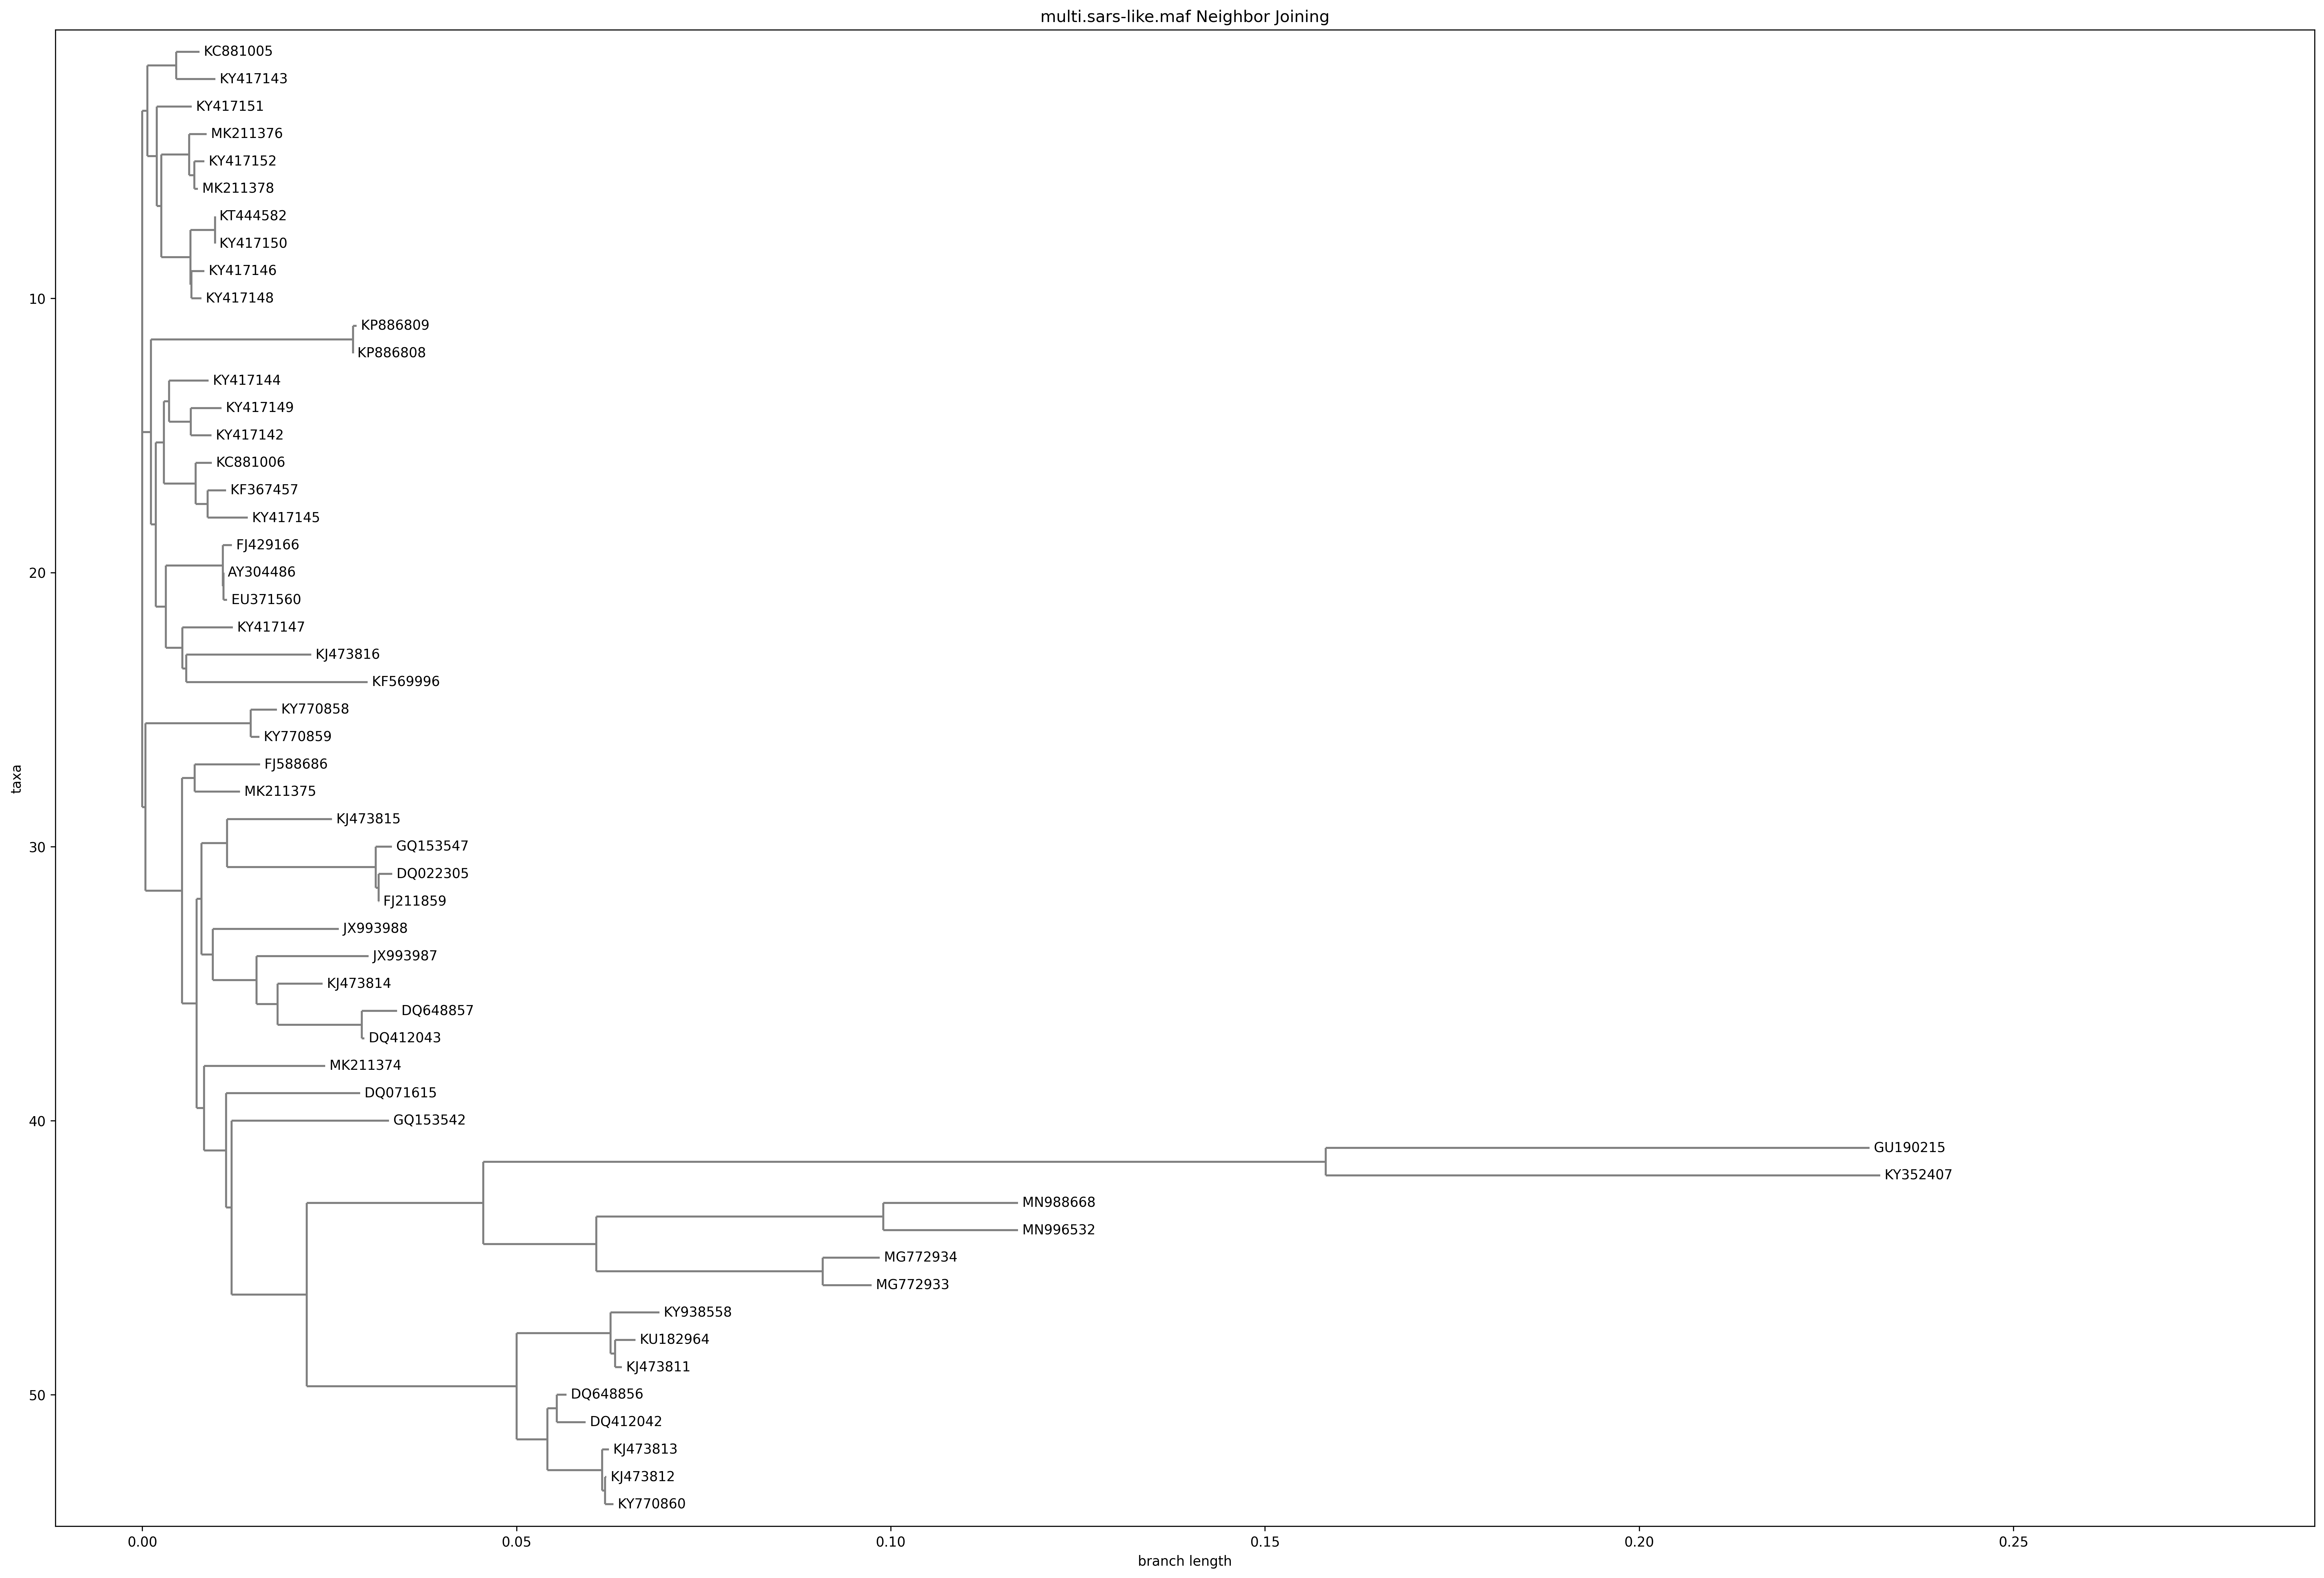 multi.sars-like.maf Neighbor Joining
KC881005
KY417143
KY417151
MK211376
KY417152
MK211378
KT444582
KY417150
KY417146
10 KY417148
KP886809
KP886808
KY417144
KY417149
KY417142
KC881006
KF367457
KY417145
FJ429166
20 AY304486
EU371560
KY417147
KJ473816
KF569996
KY770858
KY770859
FJ588686
taxa
MK211375
KJ473815
30 GQ153547
DQ022305
FJ211859
JX993988
JX993987
KJ473814
DQ648857
DQ412043
MK211374
DQ071615
40 GQ153542
GU190215
KY352407
MN988668
MN996532
MG772934
MG772933
KY938558
KU182964
KJ473811
50 DQ648856
DQ412042
KJ473813
KJ473812
KY770860
0.00 0.05 0.10 0.15 0.20 0.25
branch length